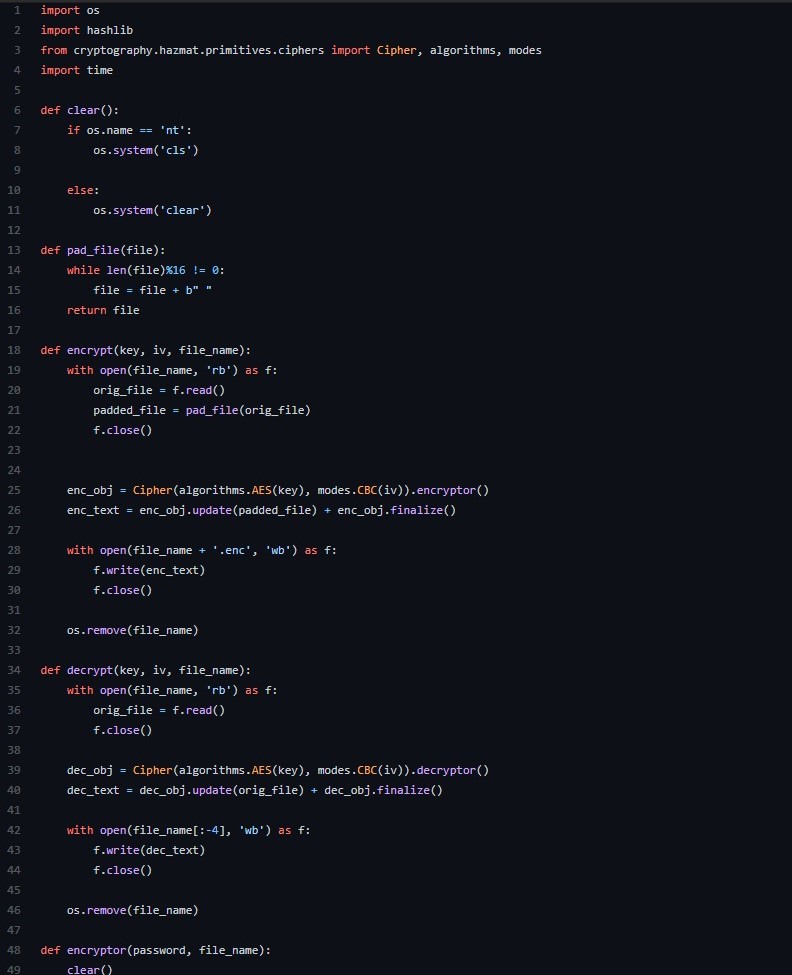 1 import os
2 import hashlib
3 from cryptography.hazmat.primitives.ciphers import Cipher, algorithms, modes
4 import time
5
6 def clear():
7     if os.name == 'nt':
8         os.system('cls')
9
10     else:
11         os.system('clear')
12
13 def pad_file(file):
14     while len(file)%16 != 0:
15         file = file + b" "
16     return file
17
18 def encrypt(key, iv, file_name):
19     with open(file_name, 'rb') as f:
20         orig_file = f.read()
21         padded_file = pad_file(orig_file)
22         f.close()
23
24
25     enc_obj = Cipher(algorithms.AES(key), modes.CBC(iv)).encryptor()
26     enc_text = enc_obj.update(padded_file) + enc_obj.finalize()
27
28     with open(file_name + '.enc', 'wb') as f:
29         f.write(enc_text)
30         f.close()
31
32     os.remove(file_name)
33
34 def decrypt(key, iv, file_name):
35     with open(file_name, 'rb') as f:
36         orig_file = f.read()
37         f.close()
38
39     dec_obj = Cipher(algorithms.AES(key), modes.CBC(iv)).decryptor()
40     dec_text = dec_obj.update(orig_file) + dec_obj.finalize()
41
42     with open(file_name[:-4], 'wb') as f:
43         f.write(dec_text)
44         f.close()
45
46     os.remove(file_name)
47
48 def encryptor(password, file_name):
49     clear()